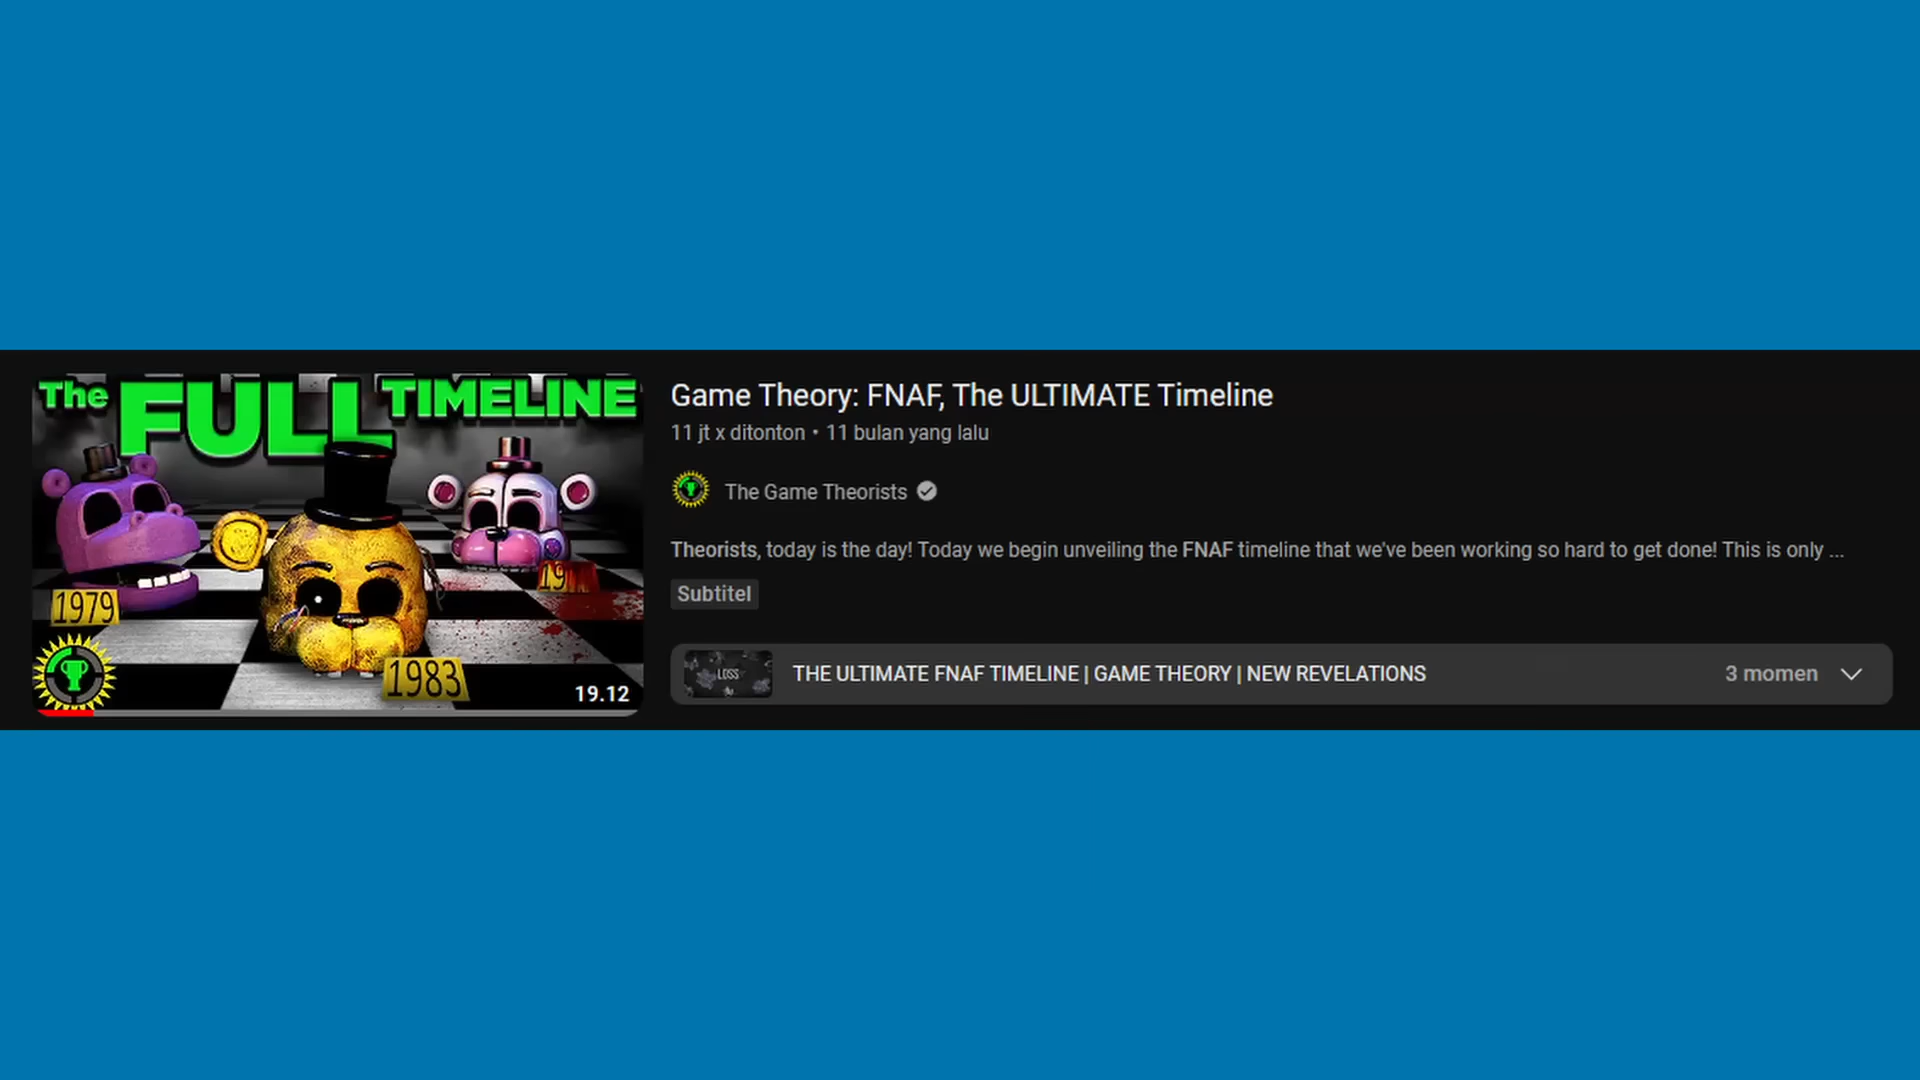 The FULL TIMELINE
1979
1983
19
19.12
Game Theory: FNAF, The ULTIMATE Timeline
11 jt x ditonton • 11 bulan yang lalu
The Game Theorists
Theorists, today is the day! Today we begin unveiling the FNAF timeline that we've been working so hard to get done! This is only ...
Subtitel
LOSS
THE ULTIMATE FNAF TIMELINE | GAME THEORY | NEW REVELATIONS
3 momen